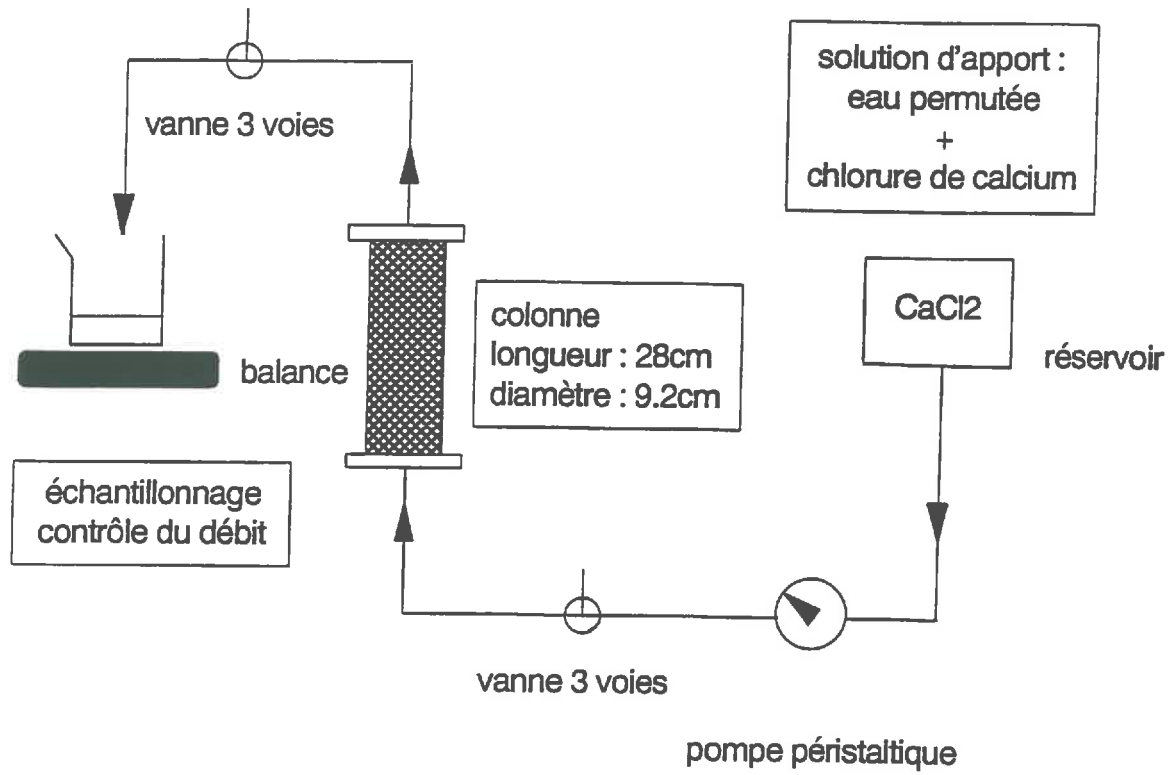 solution d'apport :
eau permutée
+
chlorure de calcium
vanne 3 voies
CaCl2
colonne
longueur : 28cm
diamètre : 9.2cm
réservoir
balance
échantillonnage
contrôle du débit
vanne 3 voies
pompe péristaltique